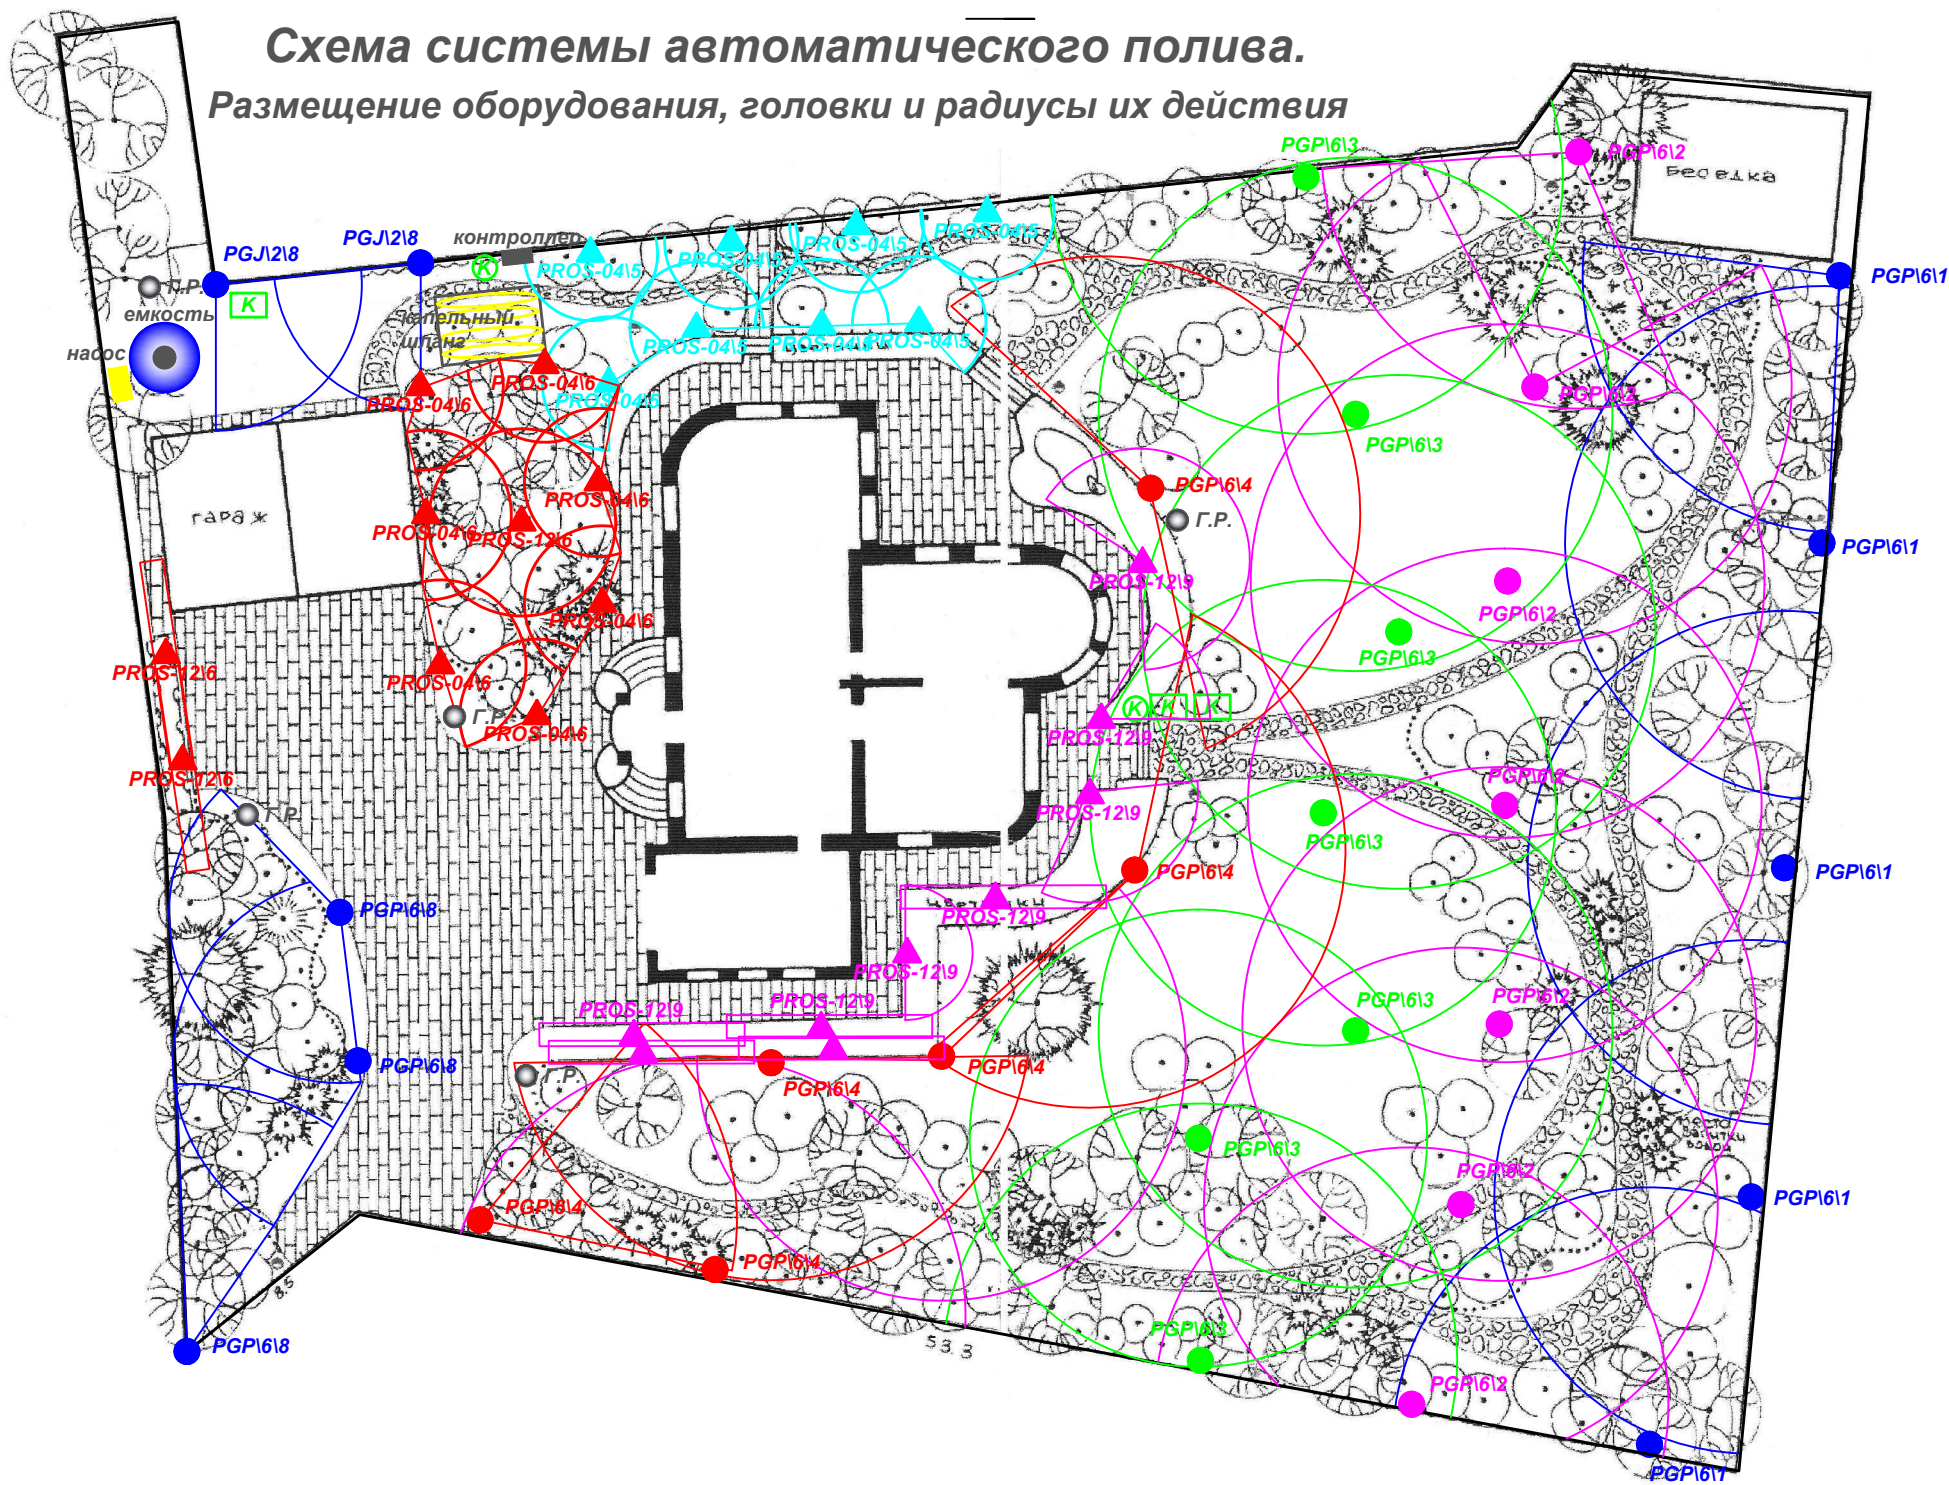 Схема системы автоматического полива.
Размещение оборудования, головки и радиусы их действия
PGP\6\3
PGP\6\2
беседка
PGJ\2\8
PGJ\2\8
контроллер
PROS-04\5
PROS-04\5
PROS-04\5
PROS-04\5
K
K
Г.Р.
емкость
PGP\6\1
капельный
шланг
насос
PROS-04\5
PROS-04\5
PROS-04\5
PROS-04\6
PROS-04\6
PROS-04\5
PGP\6\2
PGP\6\3
PGP\6\4
PROS-04\6
гараж
Г.Р.
PROS-04\6
PROS-12\6
PGP\6\1
PROS-12\9
PGP\6\2
PROS-04\6
PGP\6\3
PROS-12\6
PROS-04\6
K
K
K
Г.Р.
PROS-04\6
PROS-12\9
PROS-12\6
PGP\6\2
Г.Р.
PROS-12\9
PGP\6\3
PGP\6\4
PGP\6\1
PGP\6\8
PROS-12\9
PROS-12\9
PROS-12\9
PROS-12\9
PGP\6\3
PGP\6\2
PGP\6\8
Г.Р.
PGP\6\4
PGP\6\4
PGP\6\3
PGP\6\2
PGP\6\1
PGP\6\4
PGP\6\4
8.5
PGP\6\8
53.3
PGP\6\3
PGP\6\2
PGP\6\1